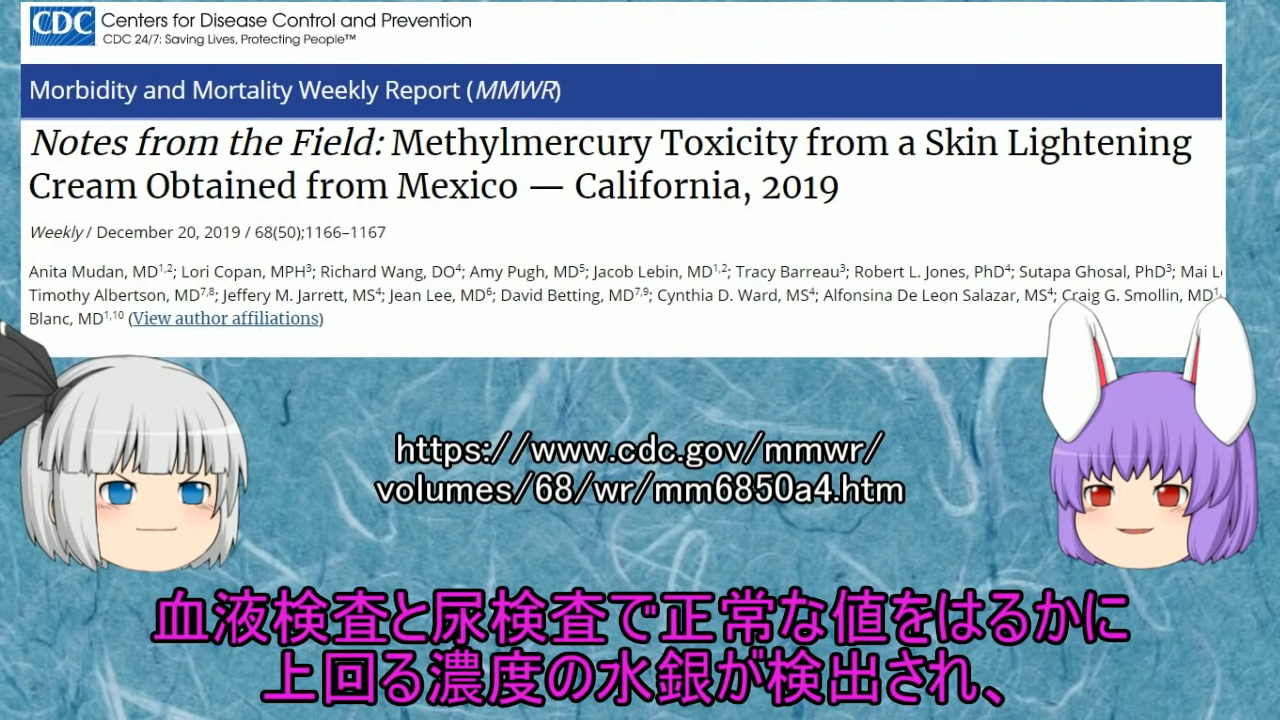 CDC Centers for Disease Control and Prevention
CDC 24/7: Saving Lives, Protecting People™
Morbidity and Mortality Weekly Report (MMWR)
Notes from the Field: Methylmercury Toxicity from a Skin Lightening
Cream Obtained from Mexico — California, 2019
Weekly / December 20, 2019 / 68(50);1166–1167
Anita Mudan, MD1,2; Lori Copan, MPH3; Richard Wang, DO4; Amy Pugh, MD5; Jacob Lebin, MD1,2; Tracy Barreau3; Robert L. Jones, PhD4; Sutapa Ghosal, PhD3; Mai
Timothy Albertson, MD7,8; Jeffery M. Jarrett, MS4; Jean Lee, MD6; David Betting, MD7,9; Cynthia D. Ward, MS4; Alfonsina De Leon Salazar, MS4; Craig G. Smollin, MD1,
Blanc, MD1,10 (View author affiliations)
https://www.cdc.gov/mmwr/
volumes/68/wr/mm6850a4.htm
血液検査と尿検査で正常な値をはるかに
上回る濃度の水銀が検出され、